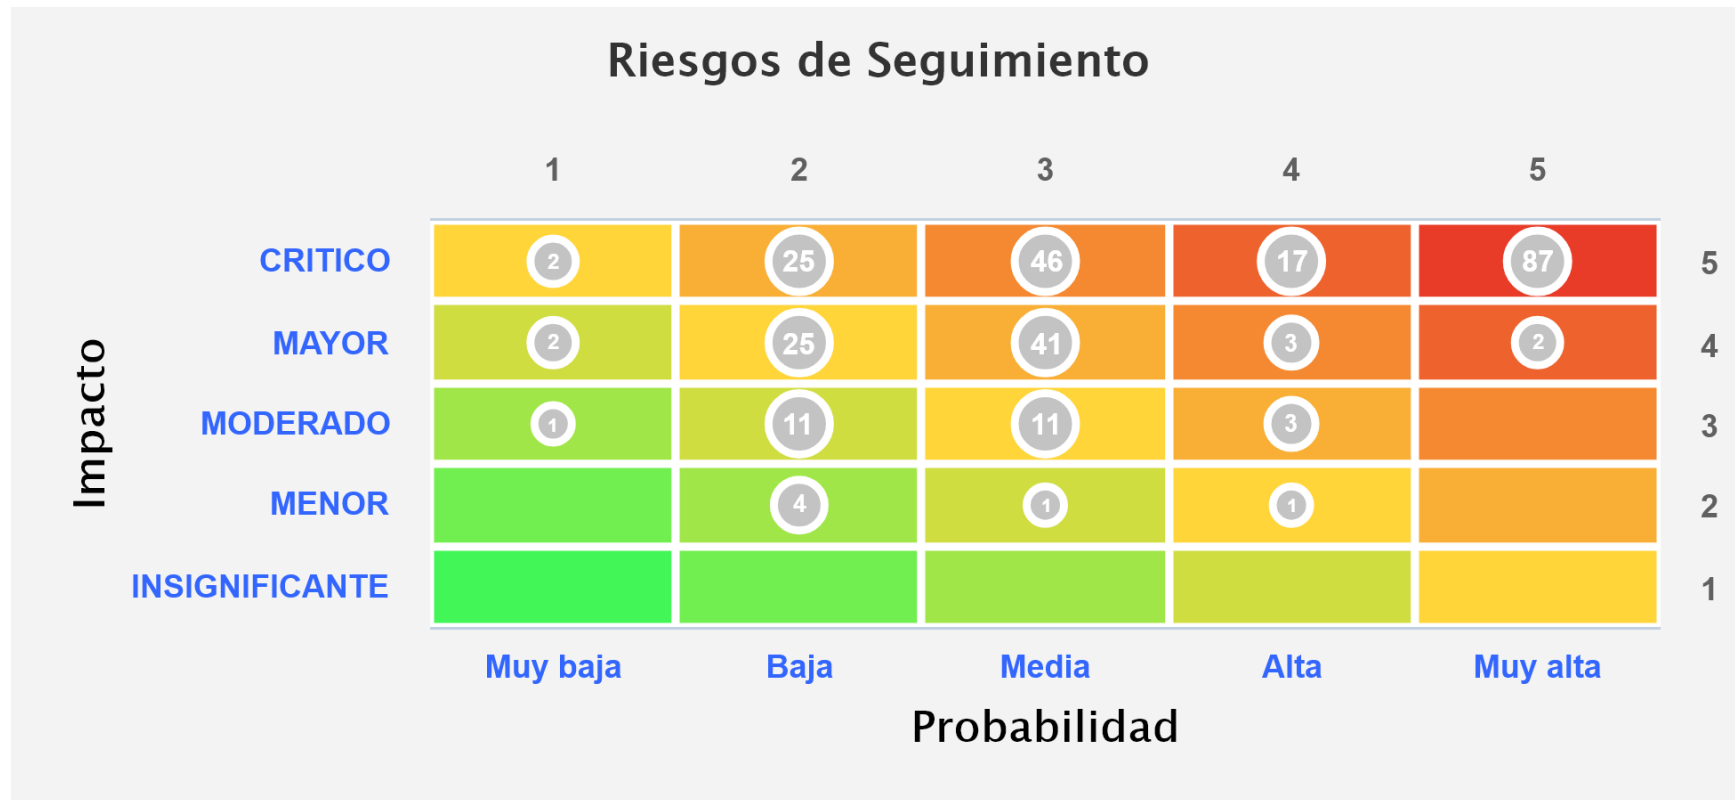 Riesgos de Seguimiento
1 2 3 4 5
CRITICO 2 25 46 17 87 5
MAYOR 2 25 41 3 2 4
MODERADO 1 11 11 3 3
MENOR 4 1 1 2
INSIGNIFICANTE 1
Impacto
Muy baja Baja Media Alta Muy alta
Probabilidad